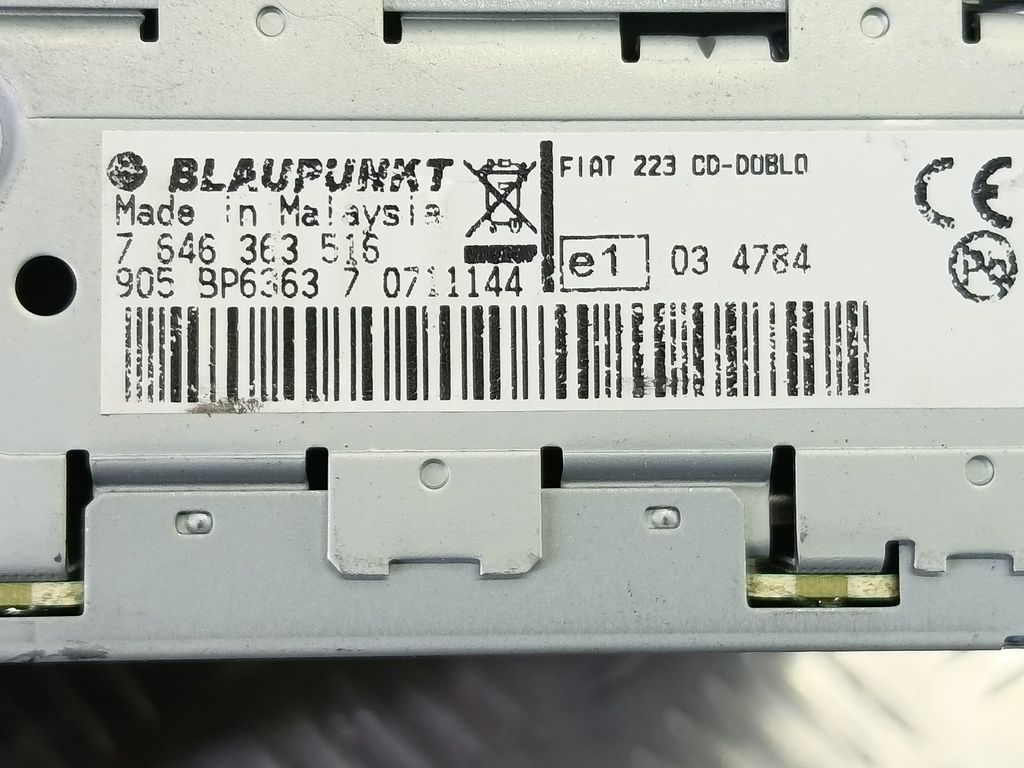 BLAUPUNKT
Made in Malaysia
7 646 363 516
905 BP6363 7 0711144
FIAT 223 CD-DOBLO
e1 03 4784
CE